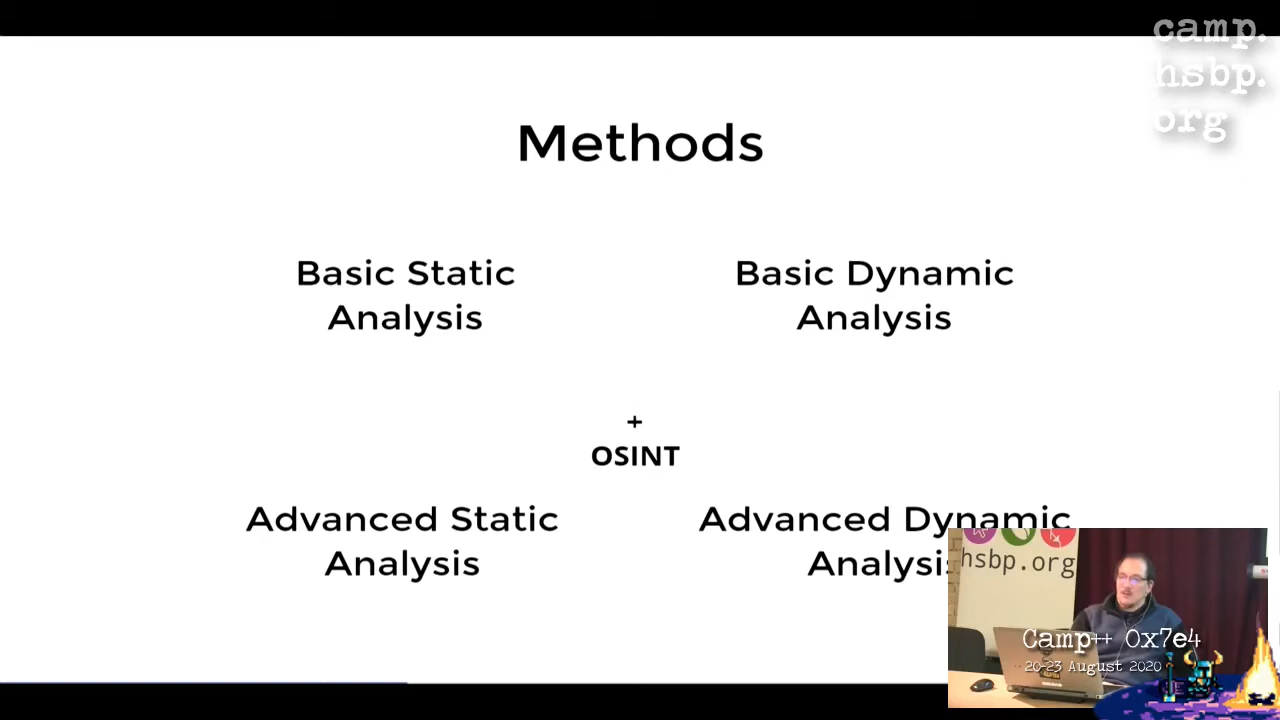 camp.
hsbp.
org
Methods
Basic Static
Analysis
Basic Dynamic
Analysis
+
OSINT
Advanced Static
Analysis
Advanced Dynamic
Analysis
hsbp.org
Camp++ 0x7e4
20-23 August 2020